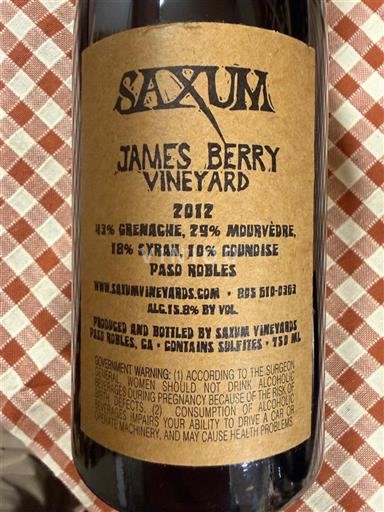 SAXUM
JAMES BERRY
VINEYARD
2012
43% GRENACHE, 29% MOURVÈDRE,
18% SYRAH, 10% COUNOISE
PASO ROBLES
WWW.SAXUMVINEYARDS.COM • 805 610-0363
ALC.15.8% BY VOL.
PRODUCED AND BOTTLED BY SAXUM VINEYARDS
PASO ROBLES, CA • CONTAINS SULFITES • 750 ML
GOVERNMENT WARNING: (1) ACCORDING TO THE SURGEON
GENERAL, WOMEN SHOULD NOT DRINK ALCOHOLIC
BEVERAGES DURING PREGNANCY BECAUSE OF THE RISK OF
BIRTH DEFECTS. (2) CONSUMPTION OF ALCOHOLIC
BEVERAGES IMPAIRS YOUR ABILITY TO DRIVE A CAR OR
OPERATE MACHINERY, AND MAY CAUSE HEALTH PROBLEMS